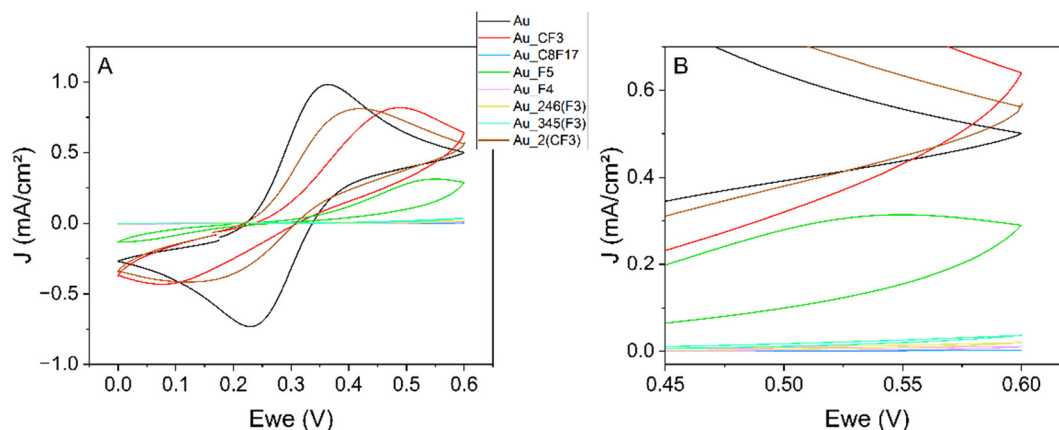 A
J (mA/cm²)
1.0
0.5
0.0
−0.5
−1.0
0.0 0.1 0.2 0.3 0.4 0.5 0.6
Ewe (V)
Au
Au_CF3
Au_C8F17
Au_F5
Au_F4
Au_246(F3)
Au_345(F3)
Au_2(CF3)
B
J (mA/cm²)
0.6
0.4
0.2
0.0
0.45 0.50 0.55 0.60
Ewe (V)